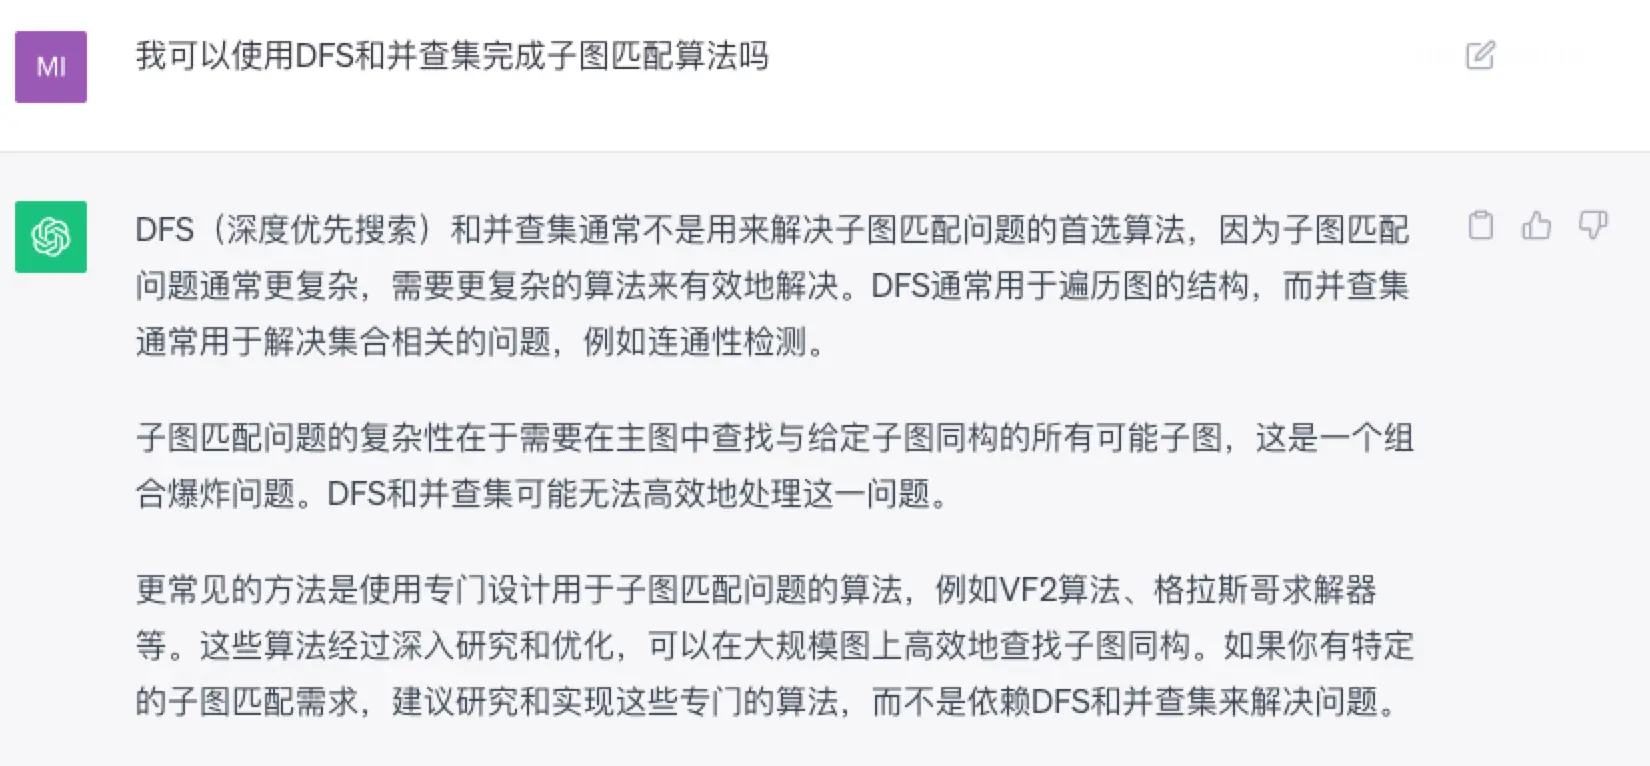 MI
我可以使用DFS和并查集完成子图匹配算法吗
DFS（深度优先搜索）和并查集通常不是用来解决子图匹配问题的首选算法，因为子图匹配
问题通常更复杂，需要更复杂的算法来有效地解决。DFS通常用于遍历图的结构，而并查集
通常用于解决集合相关的问题，例如连通性检测。
子图匹配问题的复杂性在于需要在主图中查找与给定子图同构的所有可能子图，这是一个组
合爆炸问题。DFS和并查集可能无法高效地处理这一问题。
更常见的方法是使用专门设计用于子图匹配问题的算法，例如VF2算法、格拉斯哥求解器
等。这些算法经过深入研究和优化，可以在大规模图上高效地查找子图同构。如果你有特定
的子图匹配需求，建议研究和实现这些专门的算法，而不是依赖DFS和并查集来解决问题。